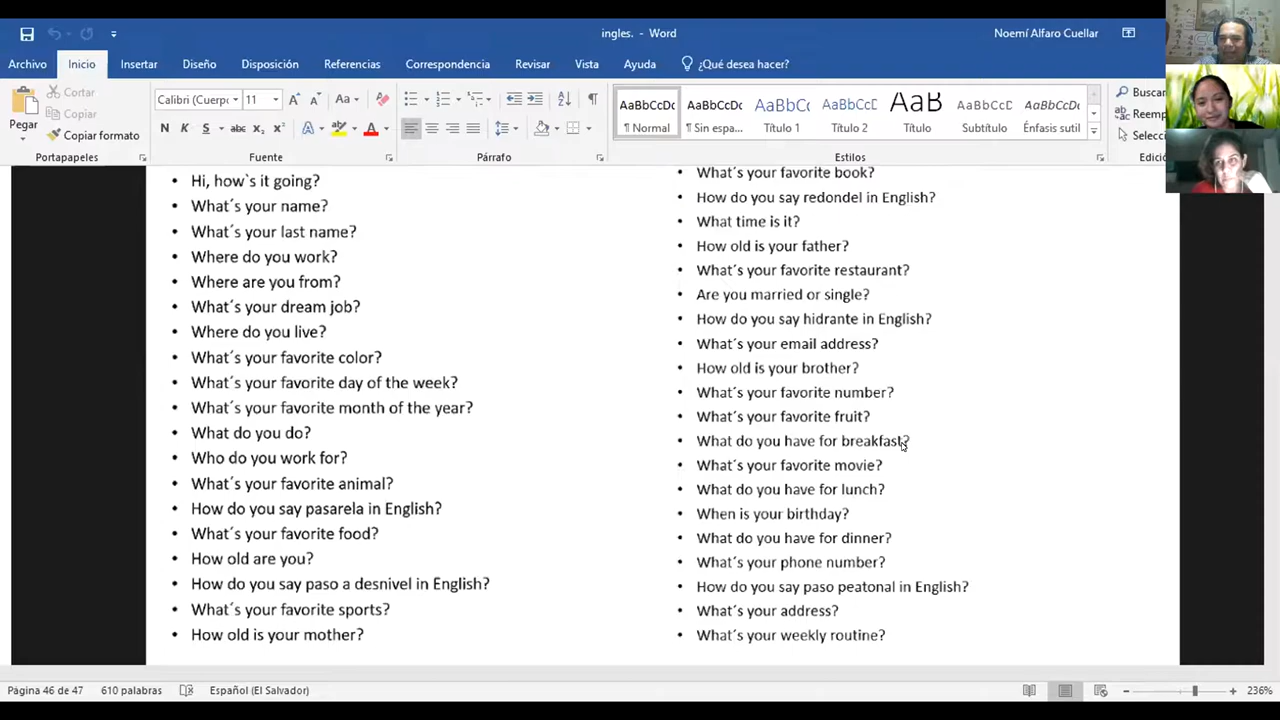 ingles. - Word
Noemí Alfaro Cuellar
Archivo Inicio Insertar Diseño Disposición Referencias Correspondencia Revisar Vista Ayuda ¿Qué desea hacer?
Pegar
Cortar
Copiar
Copiar formato
Portapapeles
Calibri (Cuerpo 11
Fuente
Párrafo
AaBbCcDc AaBbCcDc AaBbCc AaBbCcD AaB AaBbCcD AaBbCcDc
¶ Normal ¶ Sin espa... Título 1 Título 2 Título Subtítulo Énfasis sutil
Estilos
Buscar
Reemp
Selecci
Edició
Hi, how`s it going?
What´s your name?
What´s your last name?
Where do you work?
Where are you from?
What´s your dream job?
Where do you live?
What´s your favorite color?
What´s your favorite day of the week?
What´s your favorite month of the year?
What do you do?
Who do you work for?
What´s your favorite animal?
How do you say pasarela in English?
What´s your favorite food?
How old are you?
How do you say paso a desnivel in English?
What´s your favorite sports?
How old is your mother?
What´s your favorite book?
How do you say redondel in English?
What time is it?
How old is your father?
What´s your favorite restaurant?
Are you married or single?
How do you say hidrante in English?
What´s your email address?
How old is your brother?
What´s your favorite number?
What´s your favorite fruit?
What do you have for breakfast?
What´s your favorite movie?
What do you have for lunch?
When is your birthday?
What do you have for dinner?
What´s your phone number?
How do you say paso peatonal in English?
What´s your address?
What´s your weekly routine?
Página 46 de 47 610 palabras Español (El Salvador) 236%